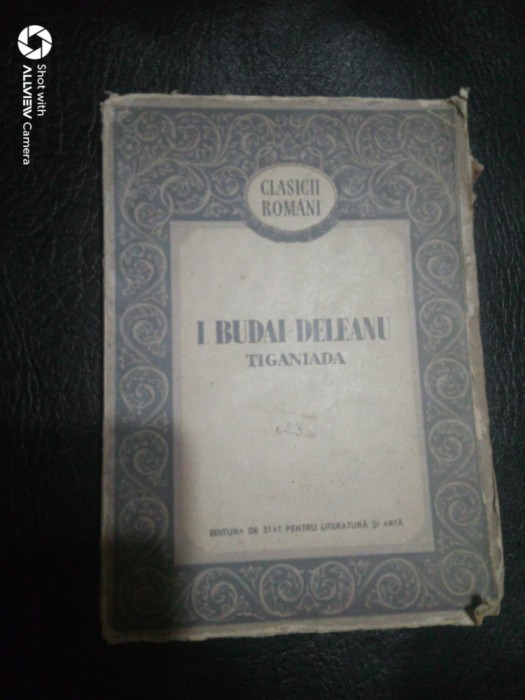 Shot with
ALLVIEW Camera
CLASICII
ROMÂNI
I. BUDAI-DELEANU
ȚIGANIADA
EDITURA DE STAT PENTRU LITERATURĂ ȘI ARTĂ